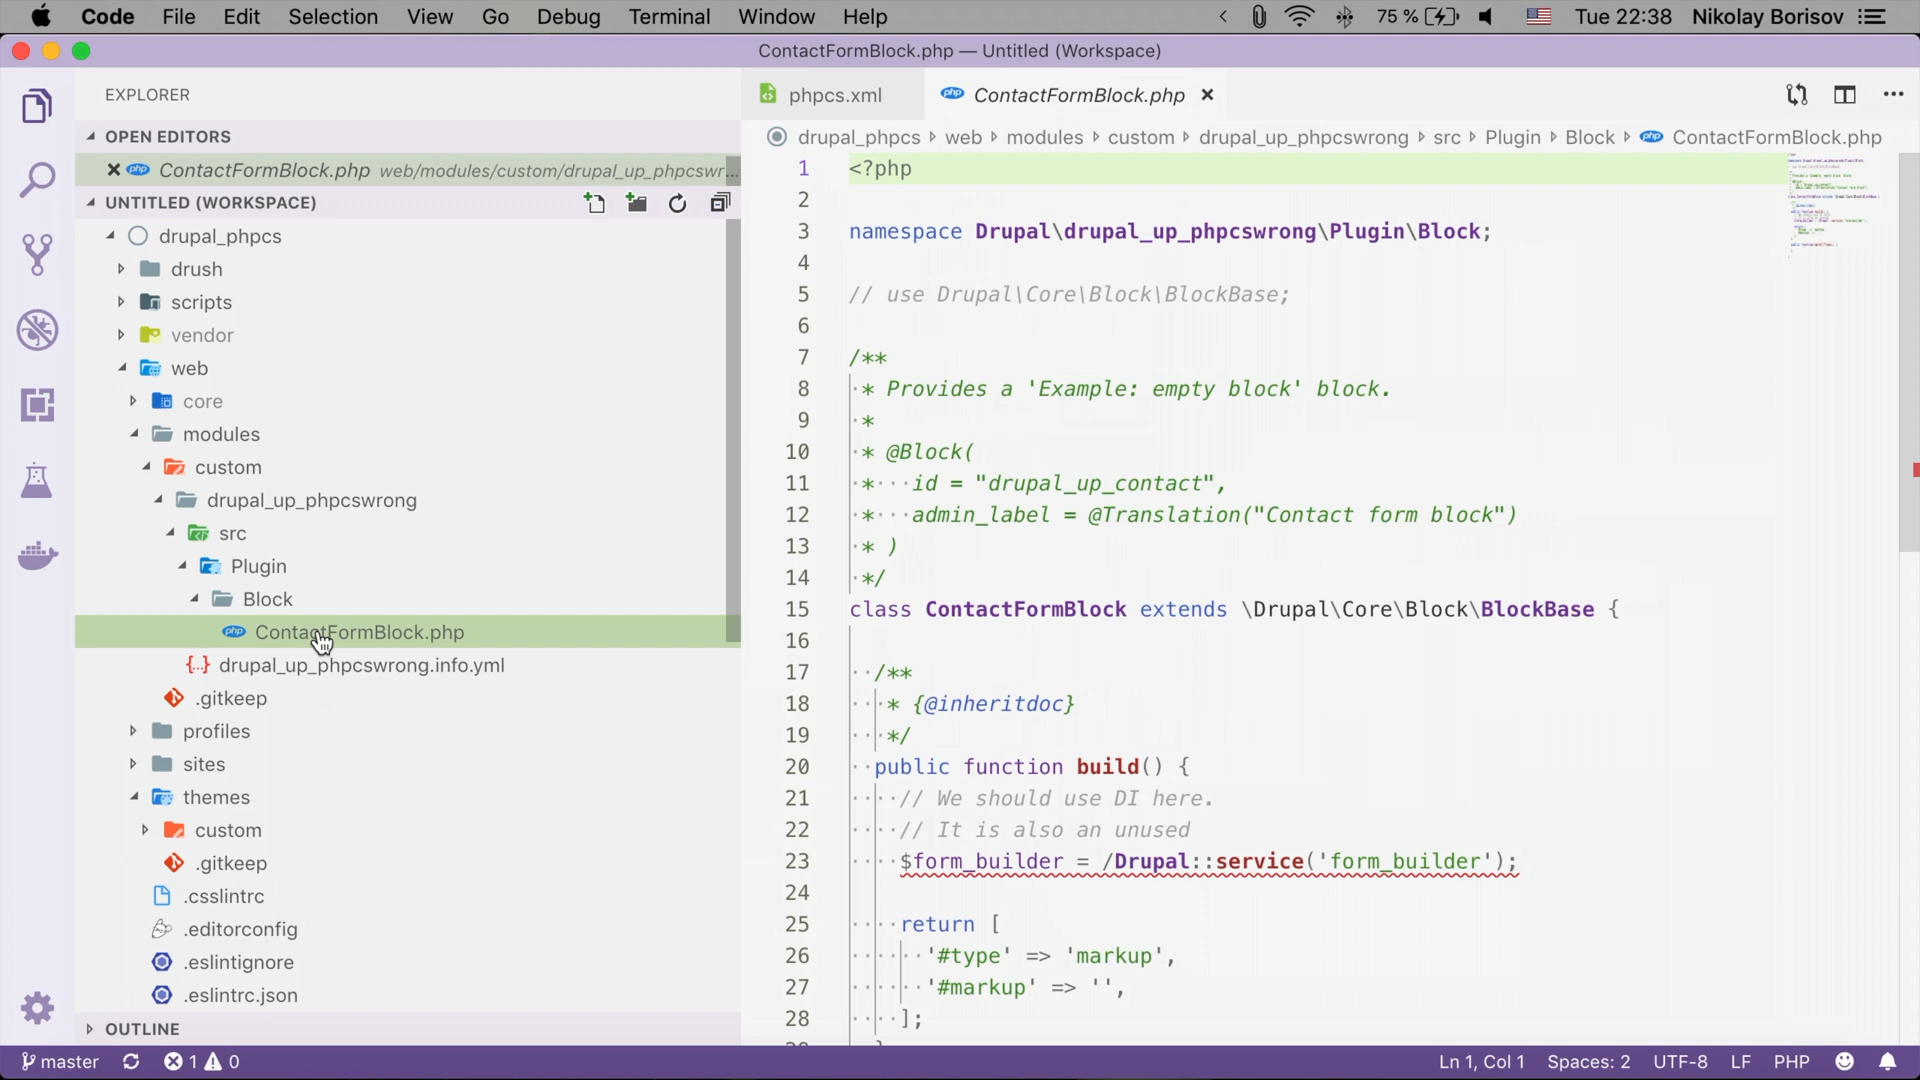 Code File Edit Selection View Go Debug Terminal Window Help 75 % Tue 22:38 Nikolay Borisov
ContactFormBlock.php — Untitled (Workspace)
EXPLORER
OPEN EDITORS
ContactFormBlock.php web/modules/custom/drupal_up_phpcswr...
UNTITLED (WORKSPACE)
drupal_phpcs
drush
scripts
vendor
web
core
modules
custom
drupal_up_phpcswrong
src
Plugin
Block
php ContactFormBlock.php
{..} drupal_up_phpcswrong.info.yml
.gitkeep
profiles
sites
themes
custom
.gitkeep
.csslintrc
.editorconfig
.eslintignore
.eslintrc.json
OUTLINE
phpcs.xml
php ContactFormBlock.php
drupal_phpcs web modules custom drupal_up_phpcswrong src Plugin Block php ContactFormBlock.php
1 <?php
2
3 namespace Drupal\drupal_up_phpcswrong\Plugin\Block;
4
5 // use Drupal\Core\Block\BlockBase;
6
7 /**
8 * Provides a 'Example: empty block' block.
9 *
10 * @Block(
11 * id = "drupal_up_contact",
12 * admin_label = @Translation("Contact form block")
13 * )
14 */
15 class ContactFormBlock extends \Drupal\Core\Block\BlockBase {
16
17 /**
18 * {@inheritdoc}
19 */
20 public function build() {
21 // We should use DI here.
22 // It is also an unused
23 $form_builder = /Drupal::service('form_builder');
24
25 return [
26 '#type' => 'markup',
27 '#markup' => '',
28 ];
master 1 0 Ln 1, Col 1 Spaces: 2 UTF-8 LF PHP